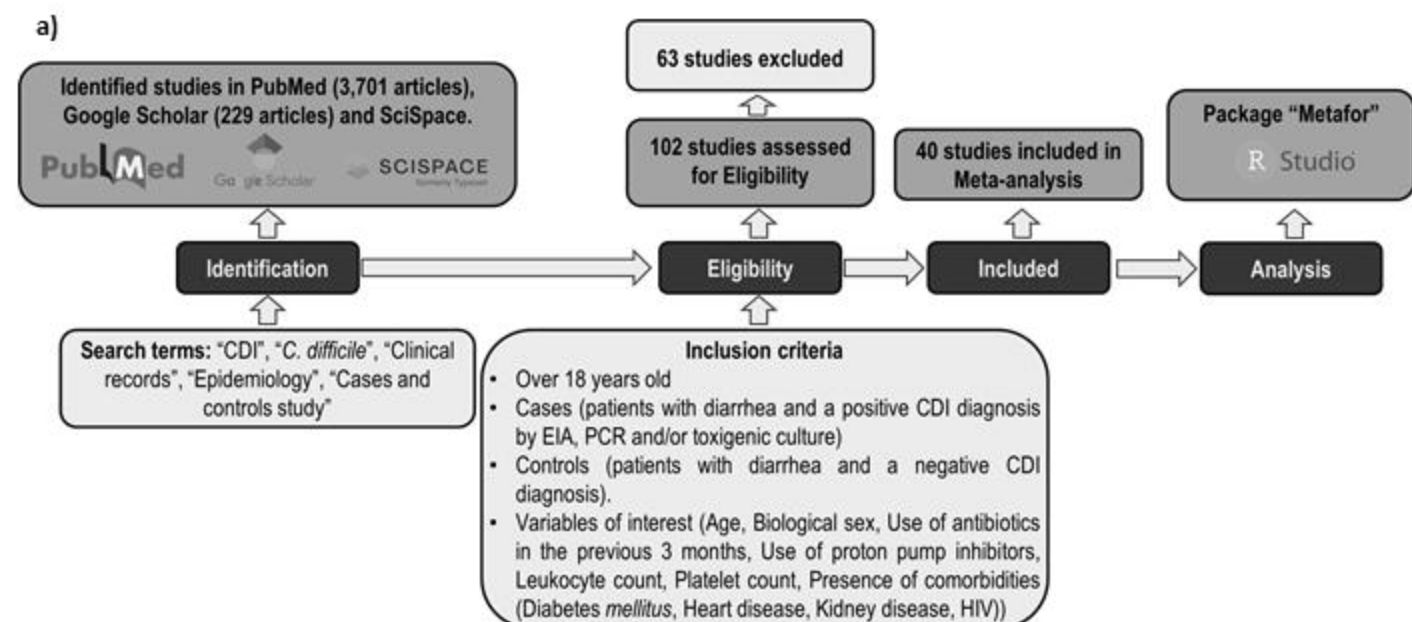 a)
63 studies excluded
Identified studies in PubMed (3,701 articles),
Google Scholar (229 articles) and SciSpace.
PubMed
Google Scholar
SCISPACE
formerly Typeset
102 studies assessed
for Eligibility
40 studies included in
Meta-analysis
Package “Metafor”
R Studio
Identification
Eligibility
Included
Analysis
Search terms: “CDI”, “C. difficile”, “Clinical
records”, “Epidemiology”, “Cases and
controls study”
Inclusion criteria
• Over 18 years old
• Cases (patients with diarrhea and a positive CDI diagnosis
by EIA, PCR and/or toxigenic culture)
• Controls (patients with diarrhea and a negative CDI
diagnosis).
• Variables of interest (Age, Biological sex, Use of antibiotics
in the previous 3 months, Use of proton pump inhibitors,
Leukocyte count, Platelet count, Presence of comorbidities
(Diabetes mellitus, Heart disease, Kidney disease, HIV))